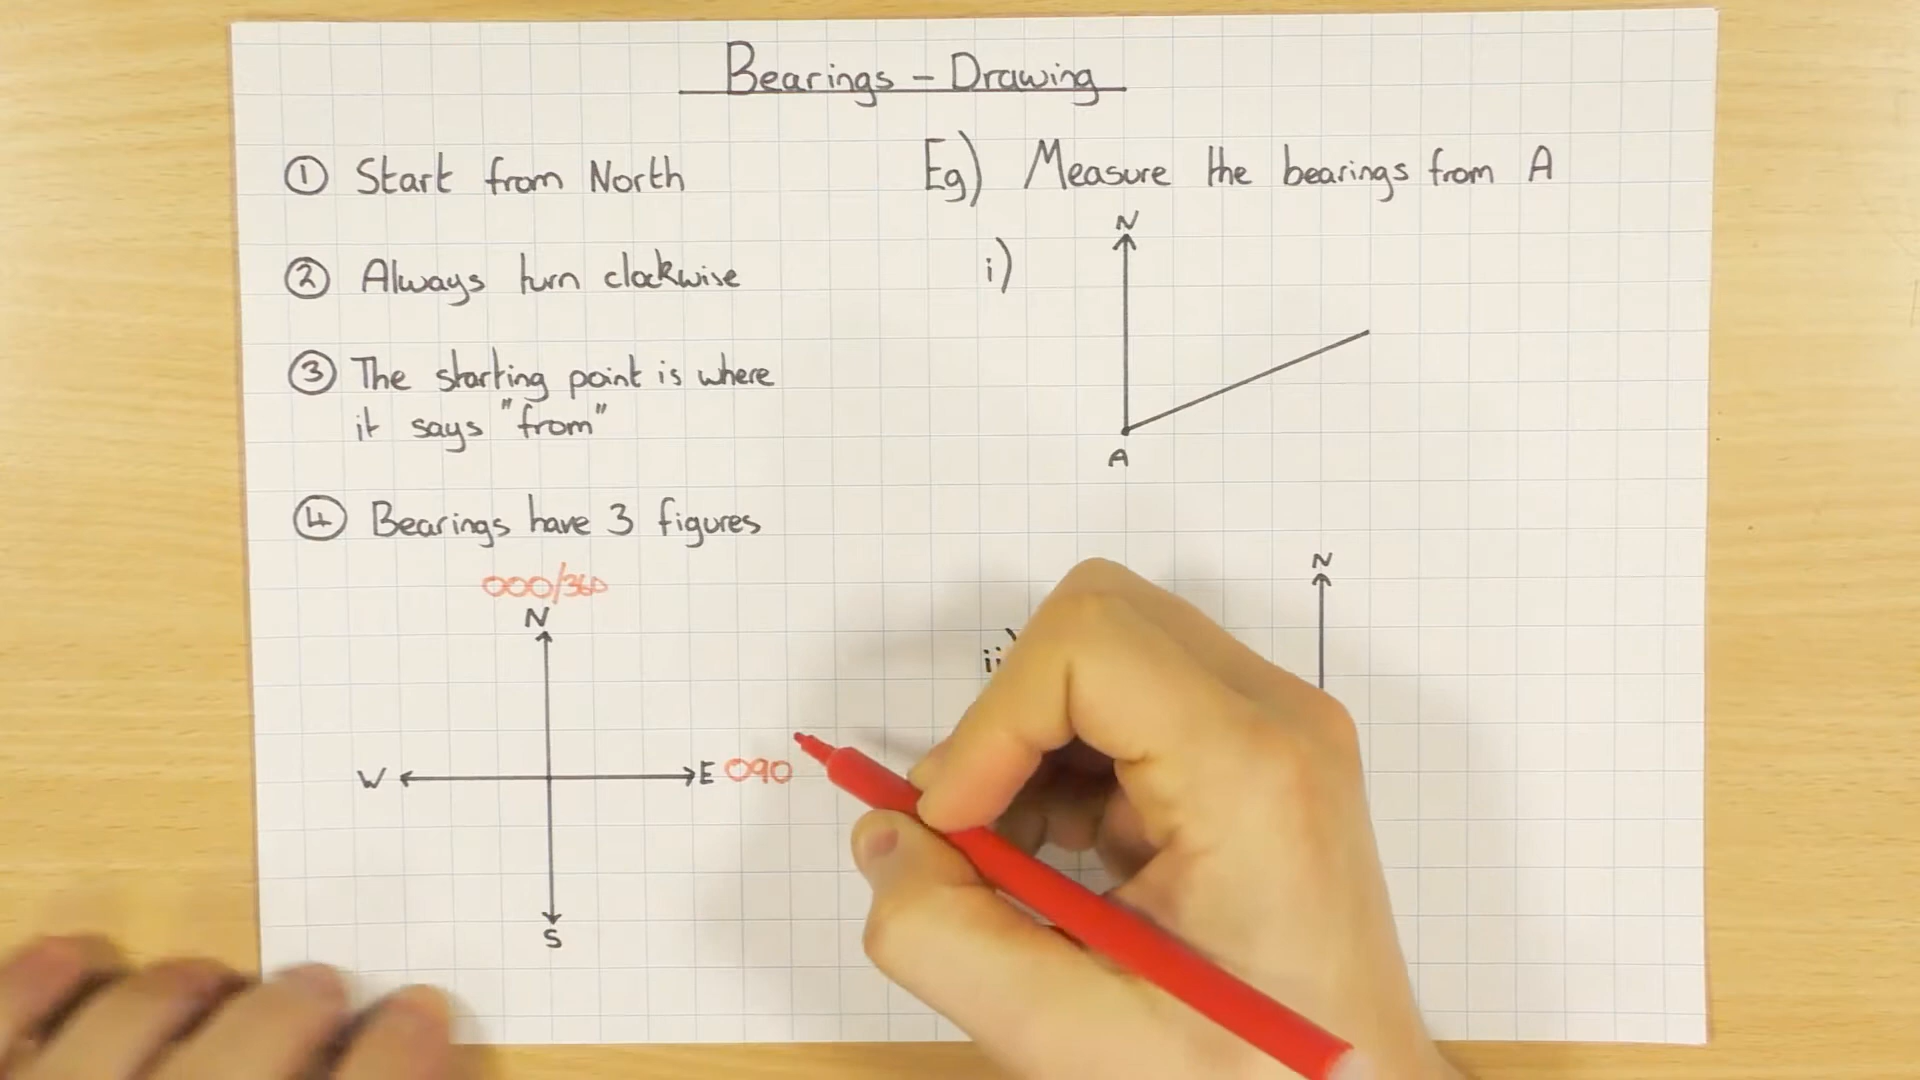 Bearings - Drawing
① Start from North
② Always turn clockwise
③ The starting point is where
it says "from"
④ Bearings have 3 figures
000/360
N
W
E 090
S
Eg) Measure the bearings from A
i)
N
A
ii)
N